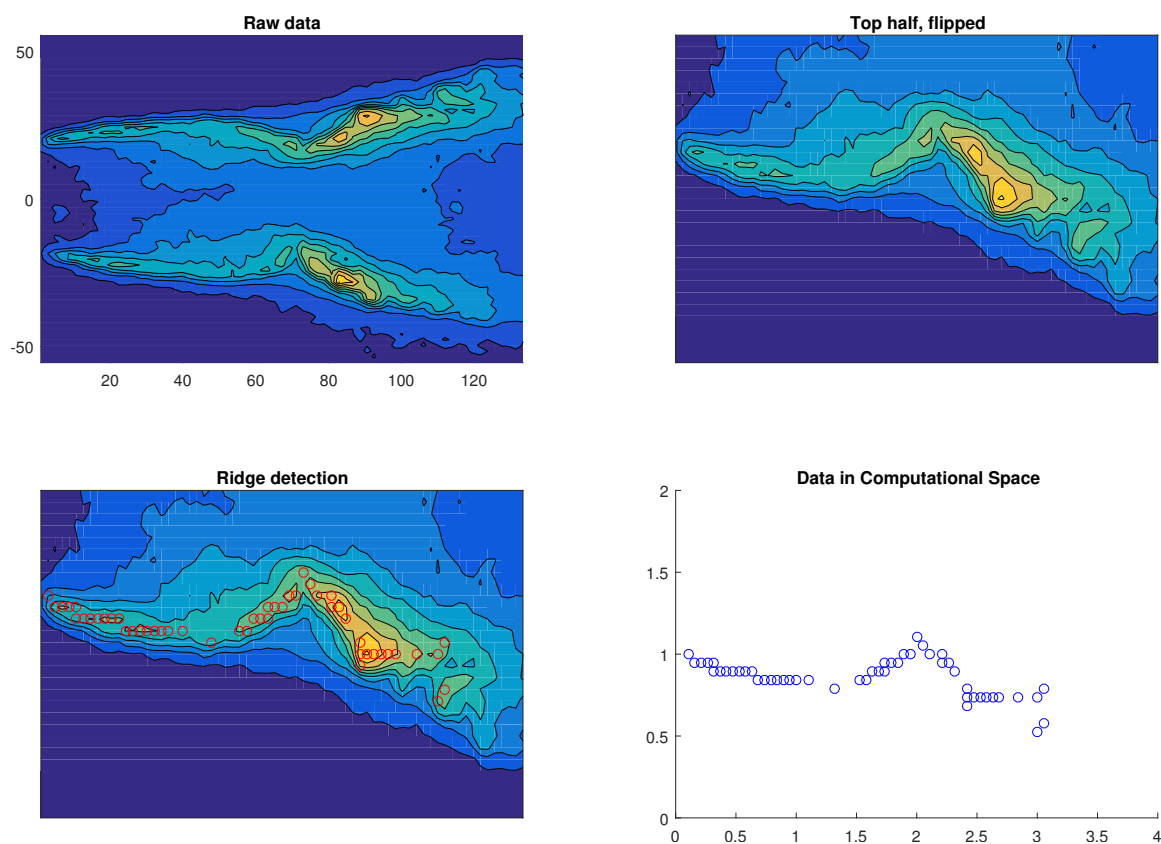 Raw data
50
0
-50
20 40 60 80 100 120
Top half, flipped
Ridge detection
Data in Computational Space
2
1.5
1
0.5
0
0 0.5 1 1.5 2 2.5 3 3.5 4